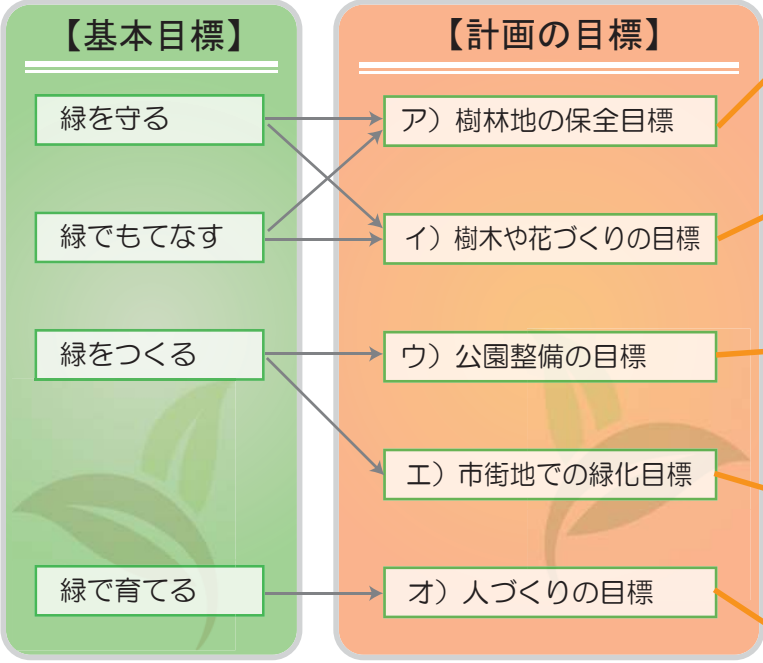 【基本目標】
緑を守る
緑でもてなす
緑をつくる
緑で育てる
【計画の目標】
ア）樹林地の保全目標
イ）樹木や花づくりの目標
ウ）公園整備の目標
エ）市街地での緑化目標
オ）人づくりの目標